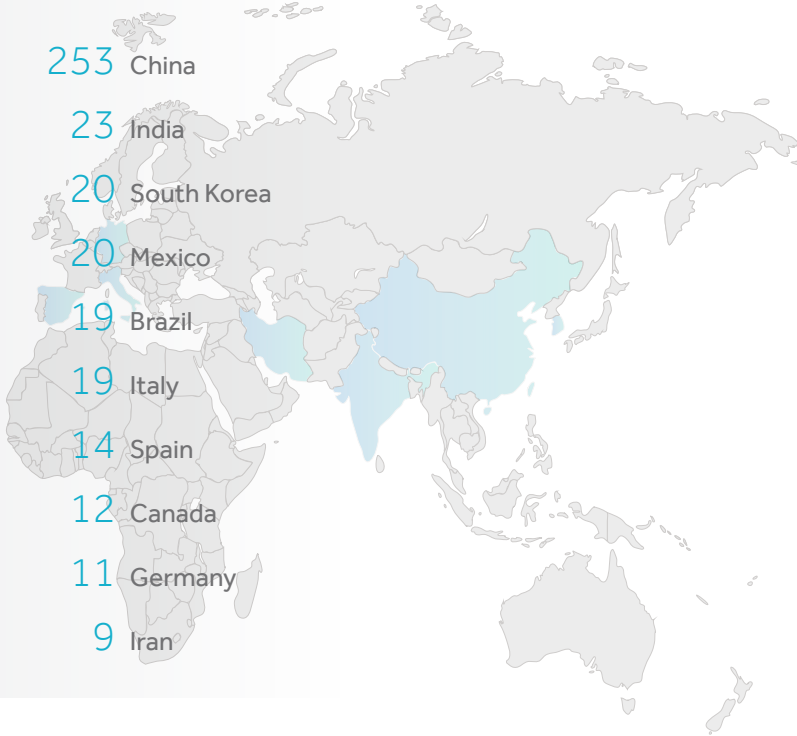 253 China
23 India
20 South Korea
20 Mexico
19 Brazil
19 Italy
14 Spain
12 Canada
11 Germany
9 Iran